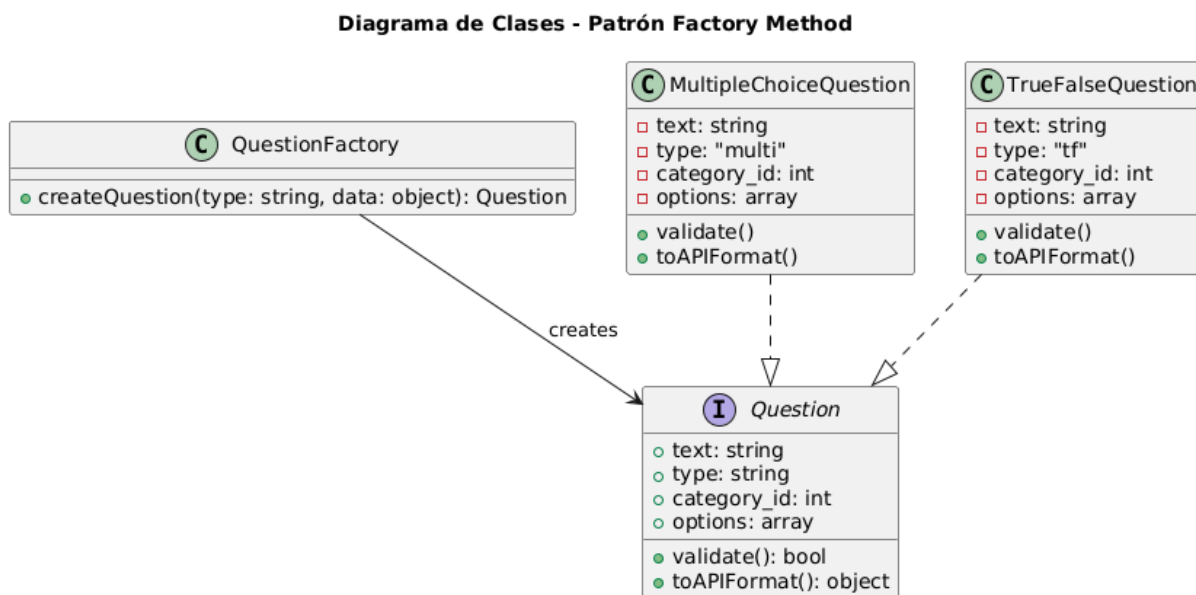 Diagrama de Clases - Patrón Factory Method
C QuestionFactory
createQuestion(type: string, data: object): Question
C MultipleChoiceQuestion
text: string
type: "multi"
category_id: int
options: array
validate()
toAPIFormat()
C TrueFalseQuestion
text: string
type: "tf"
category_id: int
options: array
validate()
toAPIFormat()
creates
I Question
text: string
type: string
category_id: int
options: array
validate(): bool
toAPIFormat(): object